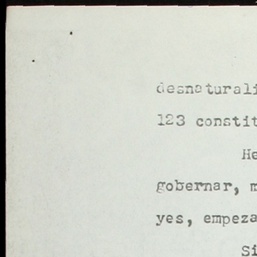 desnaturali
123 constit
He
gobernar, m
yes, empeza
Si